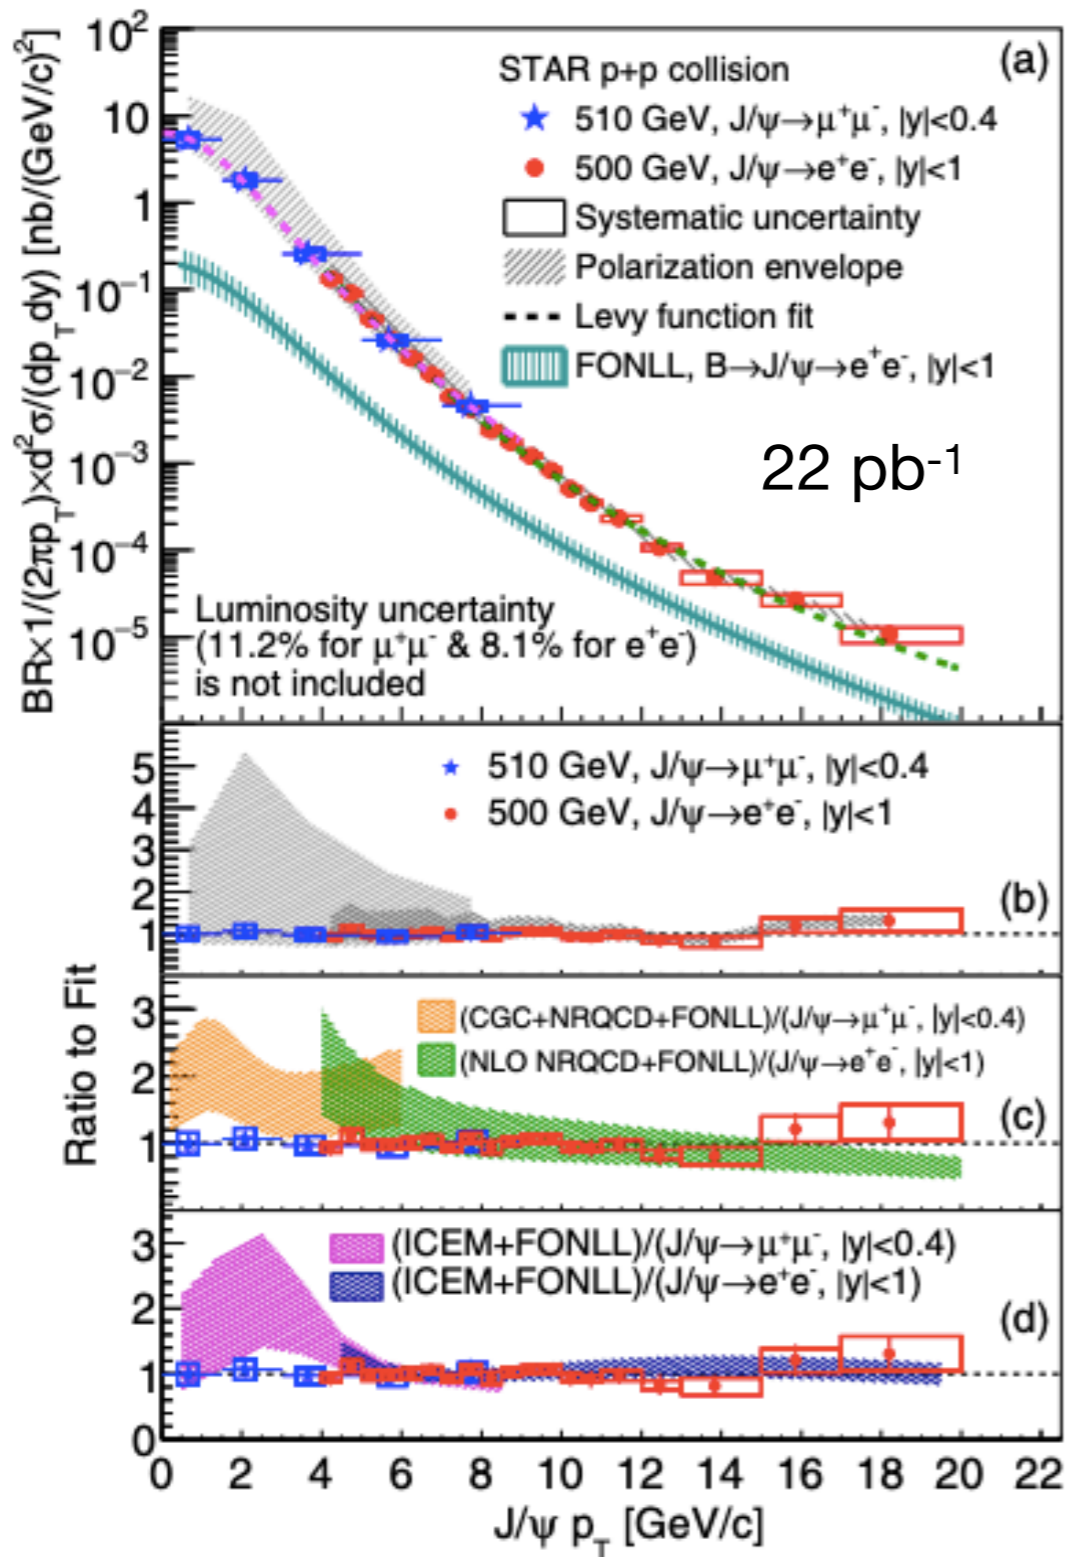 STAR p+p collision
(a)
510 GeV, J/ψ→μ⁺μ⁻, |y|<0.4
500 GeV, J/ψ→e⁺e⁻, |y|<1
Systematic uncertainty
Polarization envelope
Levy function fit
FONLL, B→J/ψ→e⁺e⁻, |y|<1
22 pb⁻¹
Luminosity uncertainty
(11.2% for μ⁺μ⁻ & 8.1% for e⁺e⁻)
is not included
BR×1/(2πp_T)×d²σ/(dp_Tdy) [nb/(GeV/c)²]
10²
10
1
10⁻¹
10⁻²
10⁻³
10⁻⁴
10⁻⁵
510 GeV, J/ψ→μ⁺μ⁻, |y|<0.4
500 GeV, J/ψ→e⁺e⁻, |y|<1
(b)
5
4
3
2
1
Ratio to Fit
(CGC+NRQCD+FONLL)/(J/ψ→μ⁺μ⁻, |y|<0.4)
(NLO NRQCD+FONLL)/(J/ψ→e⁺e⁻, |y|<1)
(c)
3
2
1
(ICEM+FONLL)/(J/ψ→μ⁺μ⁻, |y|<0.4)
(ICEM+FONLL)/(J/ψ→e⁺e⁻, |y|<1)
(d)
3
2
1
0
0 2 4 6 8 10 12 14 16 18 20 22
J/ψ p_T [GeV/c]